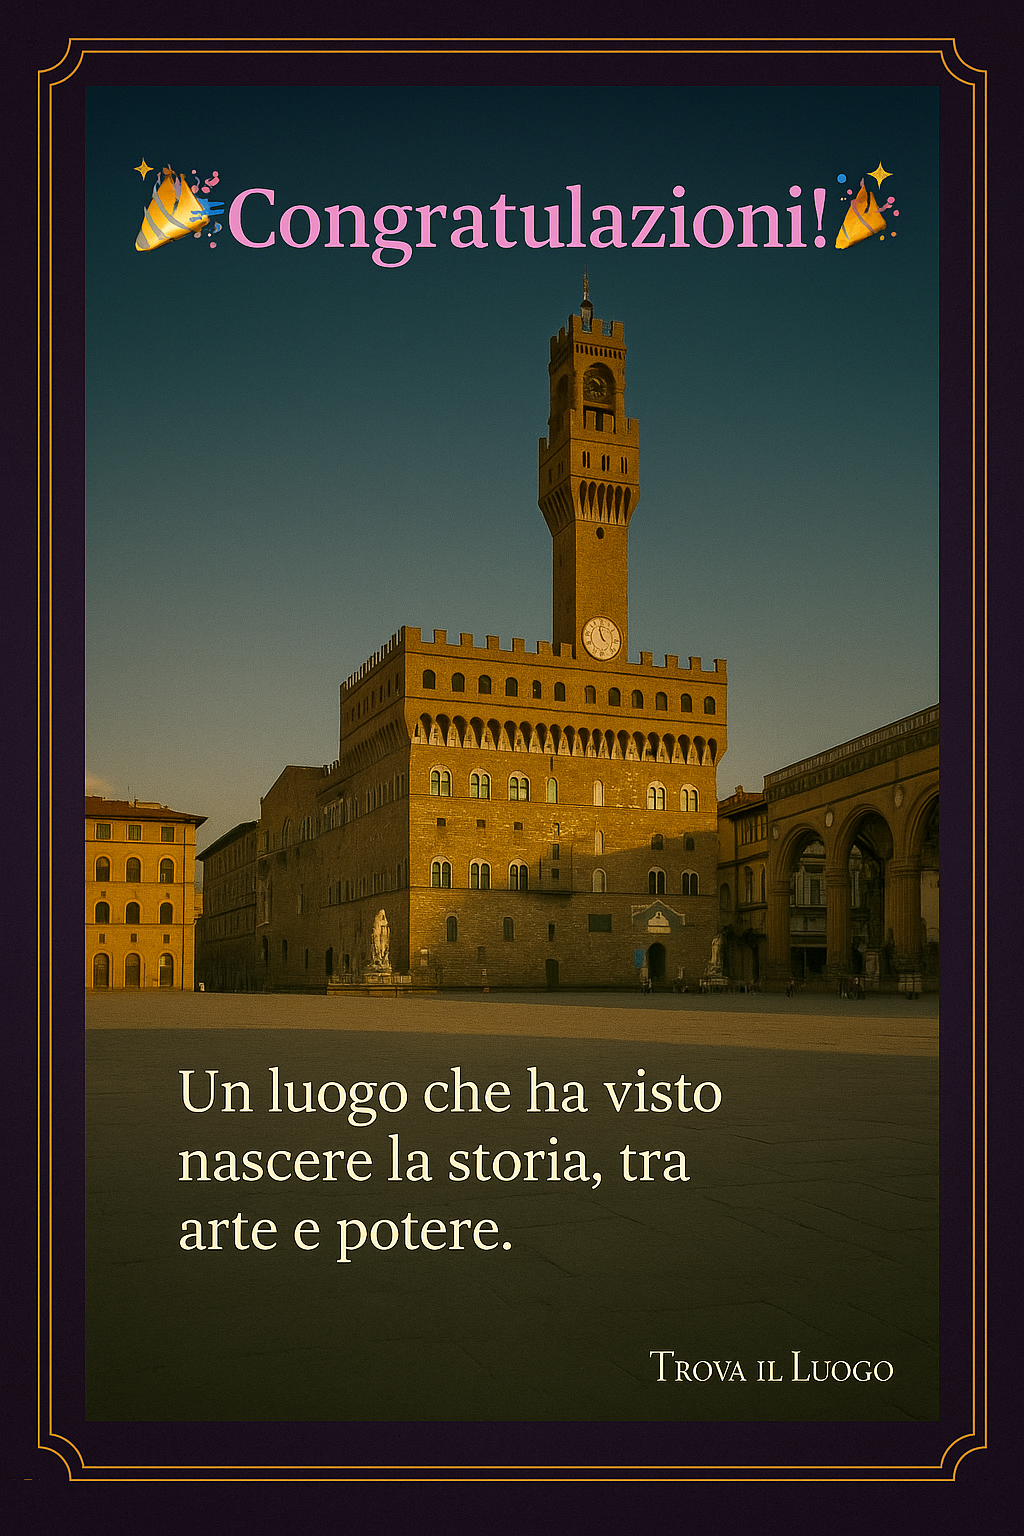 Congratulazioni!
Un luogo che ha visto
nascere la storia, tra
arte e potere.
Trova il Luogo